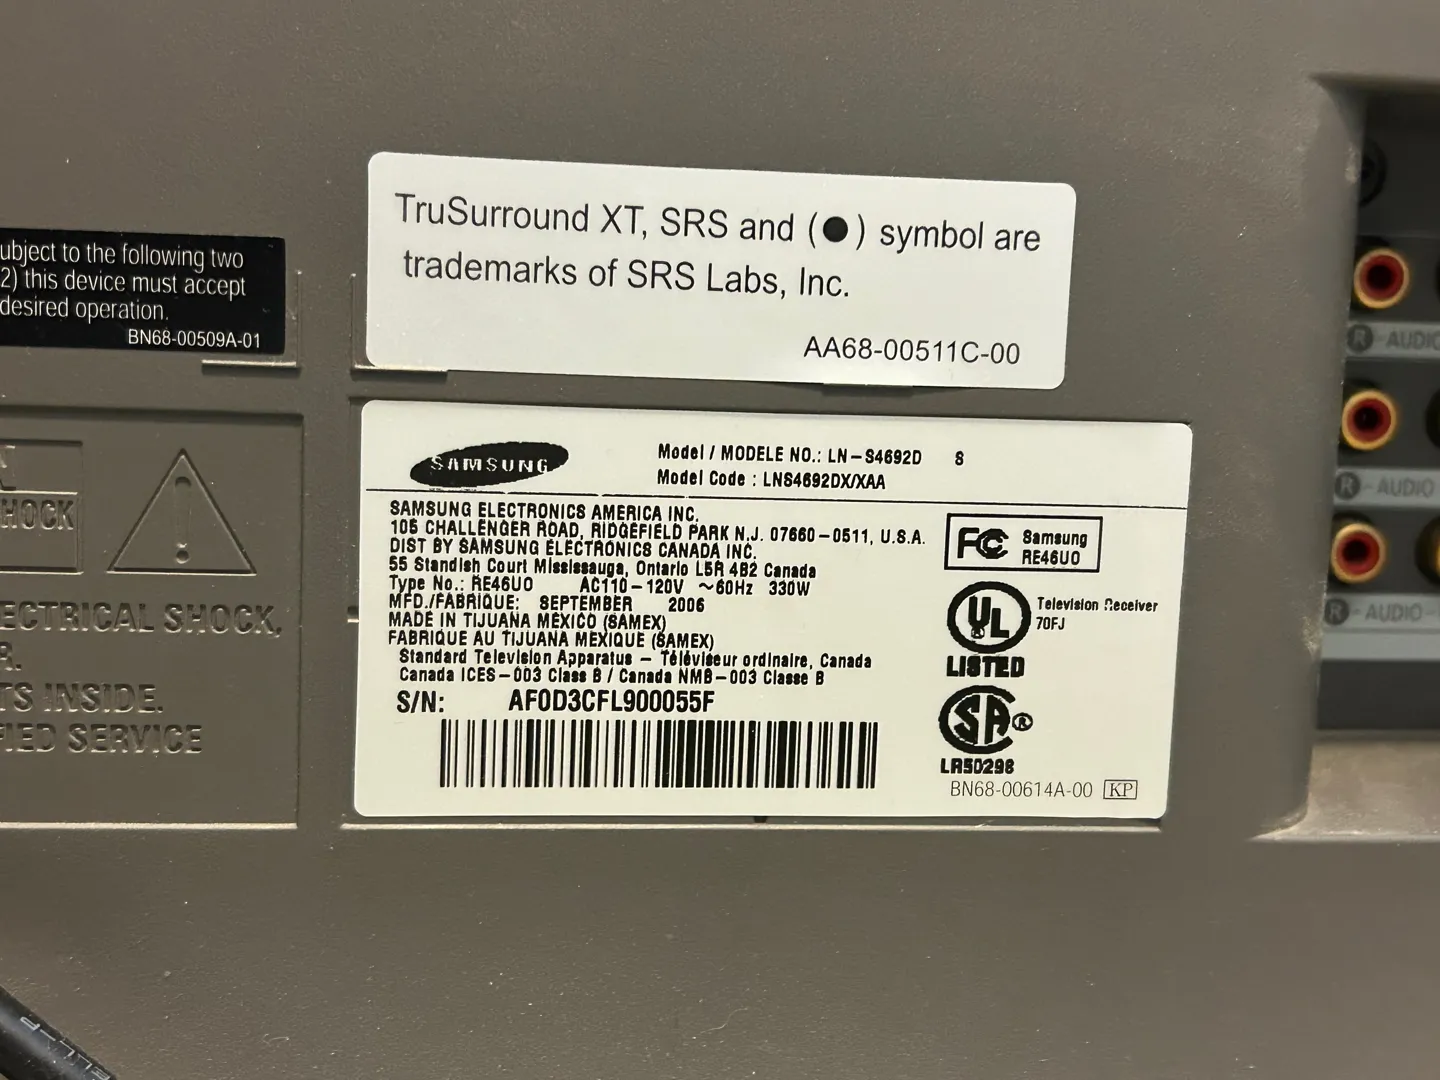 TruSurround XT, SRS and (●) symbol are
trademarks of SRS Labs, Inc.
AA68-00511C-00
ubject to the following two
2) this device must accept
desired operation.
BN68-00509A-01
SHOCK
ECTRICAL SHOCK,
R.
TS INSIDE.
FIED SERVICE
SAMSUNG
Model / MODELE NO.: LN-S4692D S
Model Code : LNS4692DX/XAA
SAMSUNG ELECTRONICS AMERICA INC.
105 CHALLENGER ROAD, RIDGEFIELD PARK N.J. 07660-0511, U.S.A.
DIST BY SAMSUNG ELECTRONICS CANADA INC.
55 Standish Court Mississauga, Ontario L5R 4B2 Canada
Type No.: RE46UO AC110-120V ~60Hz 330W
MFD./FABRIQUE: SEPTEMBER 2006
MADE IN TIJUANA MEXICO (SAMEX)
FABRIQUE AU TIJUANA MEXIQUE (SAMEX)
Standard Television Apparatus - Téléviseur ordinaire, Canada
Canada ICES-003 Class B / Canada NMB-003 Classe B
S/N: AF0D3CFL900055F
FC Samsung
RE46UO
UL ® Television Receiver
70FJ
LISTED
SA ®
LR50298
BN68-00614A-00 KP
R - AUDIO
R - AUDIO
R - AUDIO -